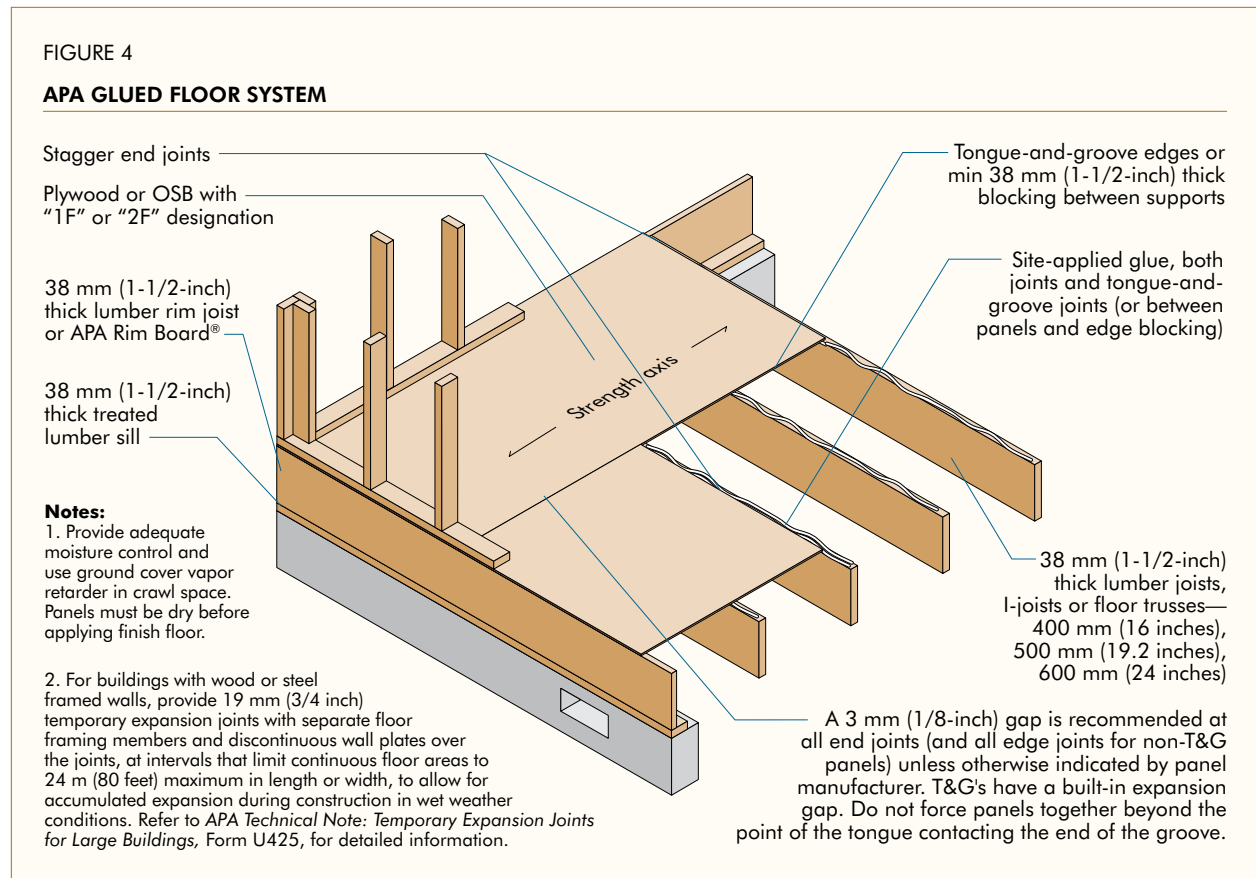 FIGURE 4
APA GLUED FLOOR SYSTEM
Stagger end joints
Plywood or OSB with
“1F” or “2F” designation
38 mm (1-1/2-inch)
thick lumber rim joist
or APA Rim Board®
38 mm (1-1/2-inch)
thick treated
lumber sill
Notes:
1. Provide adequate
moisture control and
use ground cover vapor
retarder in crawl space.
Panels must be dry before
applying finish floor.
2. For buildings with wood or steel
framed walls, provide 19 mm (3/4 inch)
temporary expansion joints with separate floor
framing members and discontinuous wall plates over
the joints, at intervals that limit continuous floor areas to
24 m (80 feet) maximum in length or width, to allow for
accumulated expansion during construction in wet weather
conditions. Refer to APA Technical Note: Temporary Expansion Joints
for Large Buildings, Form U425, for detailed information.
Strength axis
Tongue-and-groove edges or
min 38 mm (1-1/2-inch) thick
blocking between supports
Site-applied glue, both
joints and tongue-and-
groove joints (or between
panels and edge blocking)
38 mm (1-1/2-inch)
thick lumber joists,
I-joists or floor trusses—
400 mm (16 inches),
500 mm (19.2 inches),
600 mm (24 inches)
A 3 mm (1/8-inch) gap is recommended at
all end joints (and all edge joints for non-T&G
panels) unless otherwise indicated by panel
manufacturer. T&G's have a built-in expansion
gap. Do not force panels together beyond the
point of the tongue contacting the end of the groove.